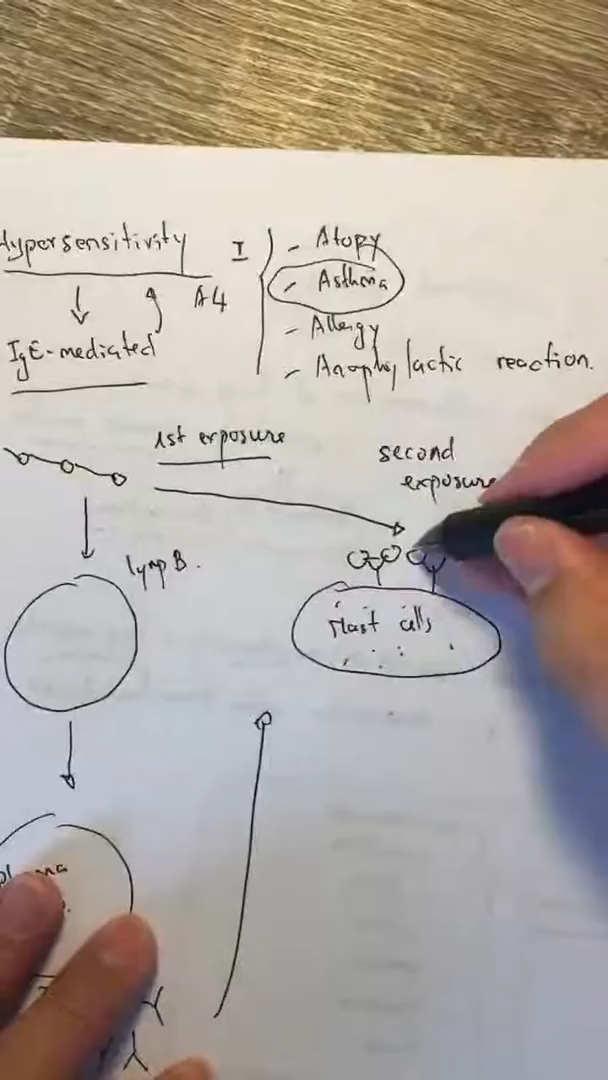 Hypersensitivity
I
A4
- Atopy
- Asthma
- Allergy
- Anaphylactic reaction.
IgE-mediated
1st exposure
second
exposure
lymp B.
Mast cells